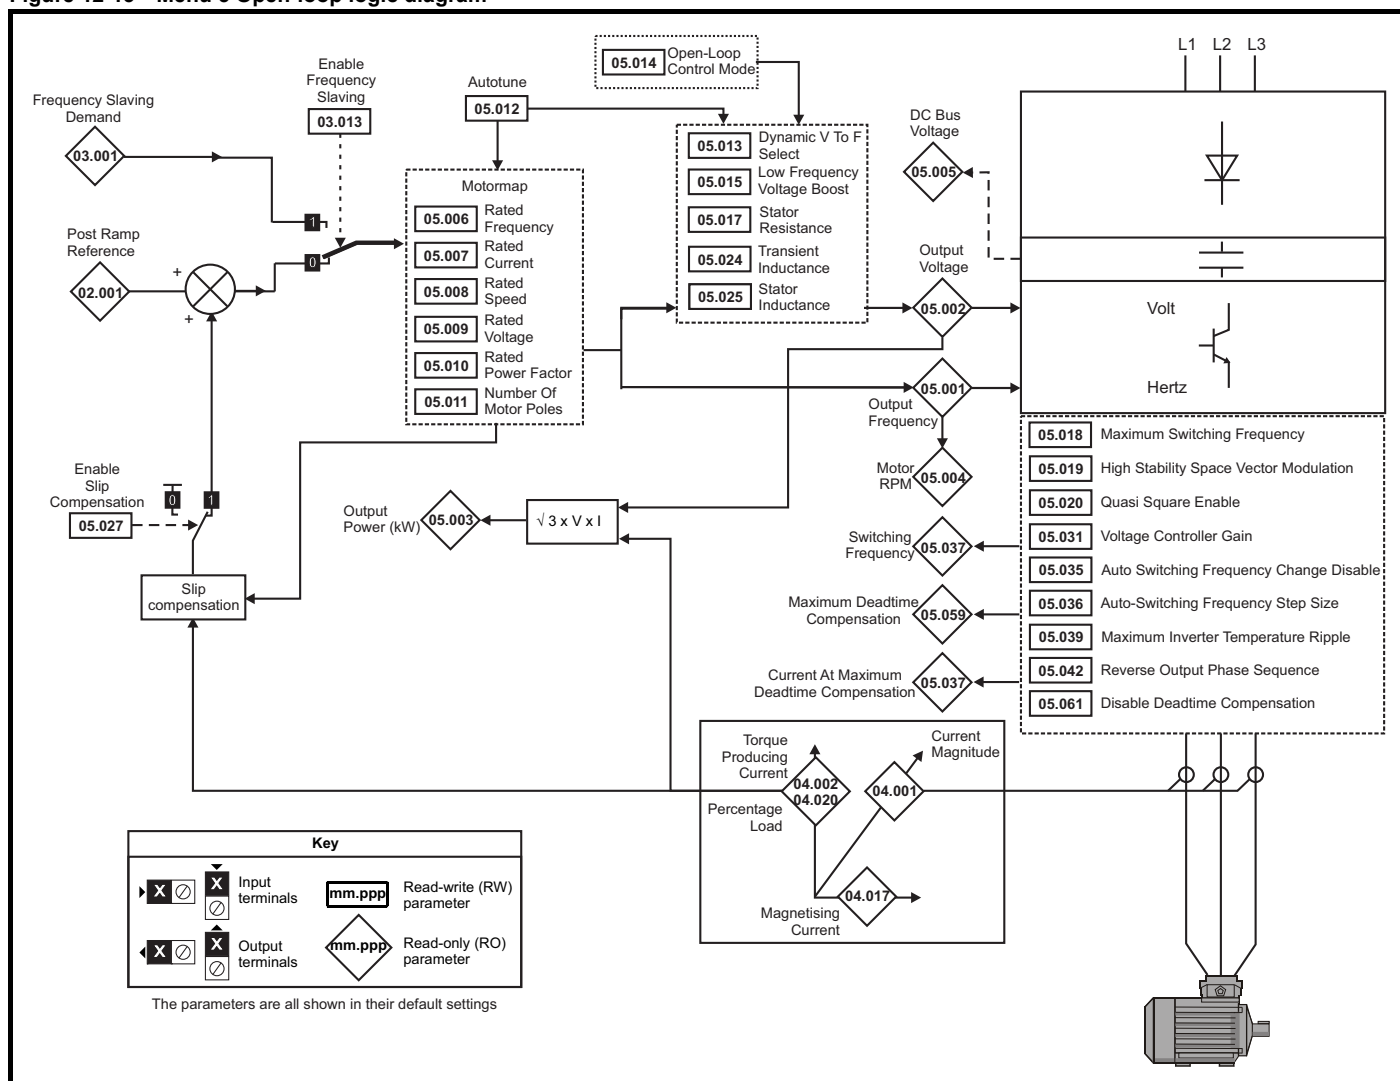 Enable
Frequency
Slaving
03.013
Frequency Slaving
Demand
03.001
Autotune
05.012
05.014
Open-Loop
Control Mode
Post Ramp
Reference
02.001
+
+
1
0
Motormap
05.006
Rated
Frequency
05.007
Rated
Current
05.008
Rated
Speed
05.009
Rated
Voltage
05.010
Rated
Power Factor
05.011
Number Of
Motor Poles
05.013
Dynamic V To F
Select
05.015
Low Frequency
Voltage Boost
05.017
Stator
Resistance
05.024
Transient
Inductance
05.025
Stator
Inductance
DC Bus
Voltage
05.005
Output
Voltage
05.002
05.001
Output
Frequency
Motor
RPM
05.004
L1 L2 L3
Volt
Hertz
05.018 Maximum Switching Frequency
05.019 High Stability Space Vector Modulation
05.020 Quasi Square Enable
05.031 Voltage Controller Gain
05.035 Auto Switching Frequency Change Disable
05.036 Auto-Switching Frequency Step Size
05.039 Maximum Inverter Temperature Ripple
05.042 Reverse Output Phase Sequence
05.061 Disable Deadtime Compensation
Switching
Frequency
05.037
Maximum Deadtime
Compensation
05.059
Current At Maximum
Deadtime Compensation
05.037
Enable
Slip
Compensation
05.027
0
1
Slip
compensation
Output
Power (kW)
05.003
√ 3 x V x I
Torque
Producing
Current
04.002
04.020
Percentage
Load
04.001
Current
Magnitude
04.017
Magnetising
Current
Key
X
X
Input
terminals
mm.ppp
Read-write (RW)
parameter
X
X
Output
terminals
mm.ppp
Read-only (RO)
parameter
The parameters are all shown in their default settings